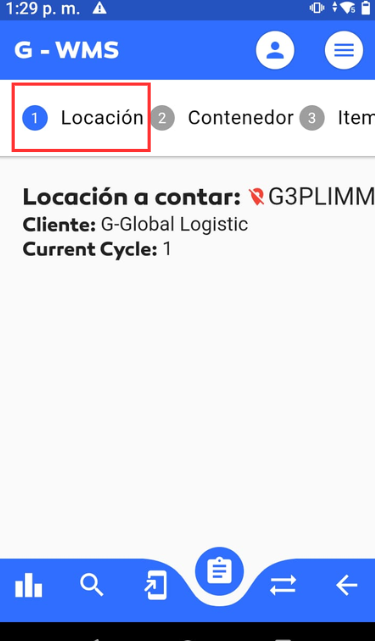 1:29 p. m.
G - WMS
1 Locación 2 Contenedor 3 Item
Locación a contar: G3PLIMM
Cliente: G-Global Logistic
Current Cycle: 1